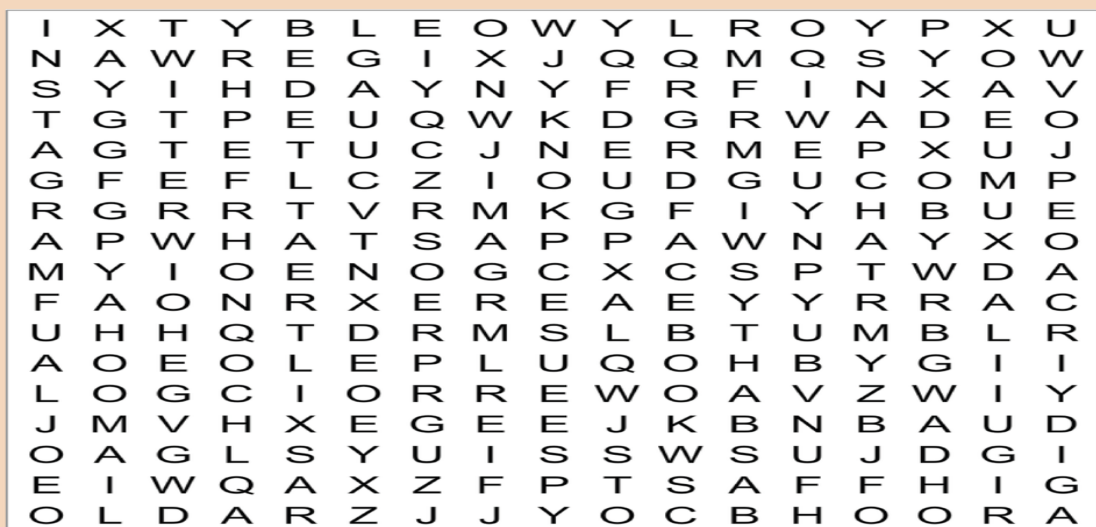 I X T Y B L E O W Y L R O Y P X U
N A W R E G I X J Q Q M Q S Y O W
S Y I H D A Y N Y F R F I N X A V
T G T P E U Q W K D G R W A D E O
A G T E T U C J N E R M E P X U J
G F E F L C Z I O U D G U C O M P
R G R R T V R M K G F I Y H B U E
A P W H A T S A P P A W N A Y X O
M Y I O E N O G C X C S P T W D A
F A O N R X E R E A E Y Y R R A C
U H H Q T D R M S L B T U M B L R
A O E O L E P L U Q O H B Y G I I
L O G C I O R R E W O A V Z W I Y
J M V H X E G E E J K B N B A U D
O A G L S Y U I S S W S U J D G I
E I W Q A X Z F P T S A F F H I G
O L D A R Z J J Y O C B H O O R A